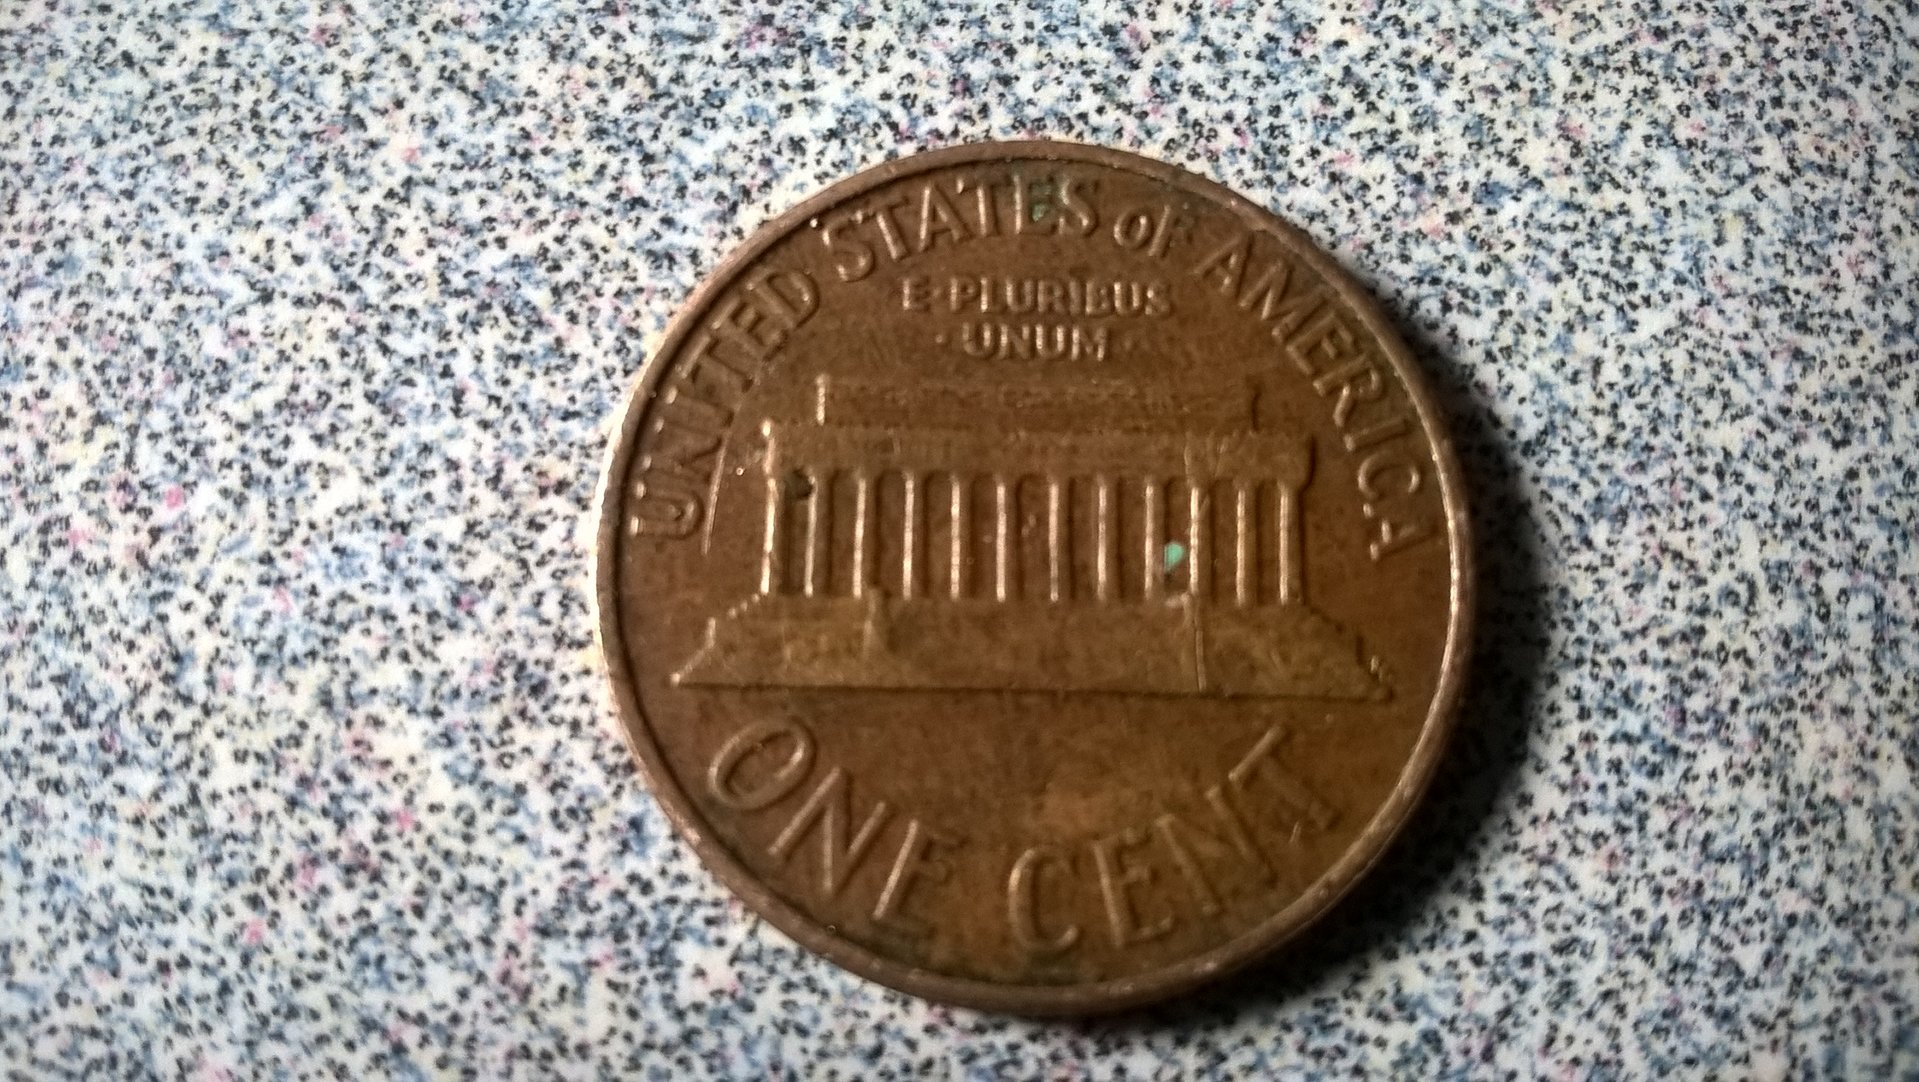 UNITED STATES oF AMERICA
E·PLURIBUS
·UNUM·
ONE CENT